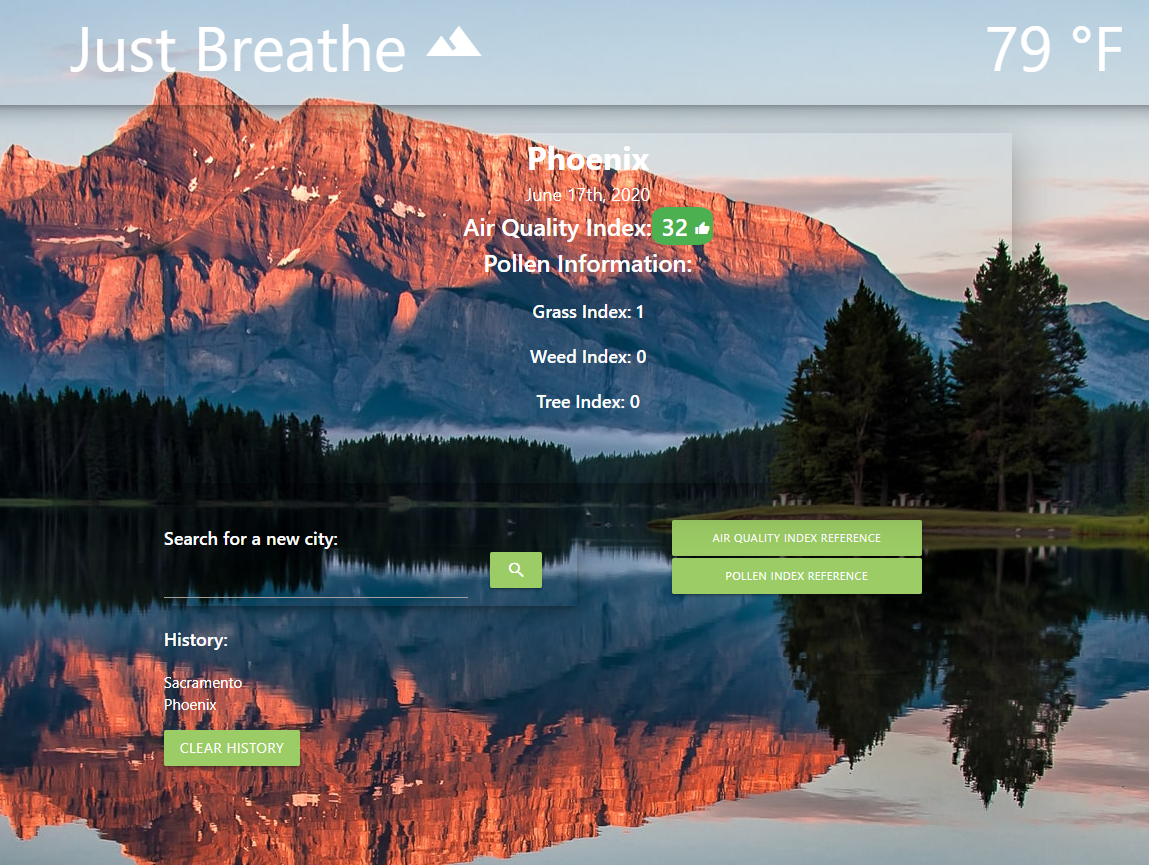 Just Breathe
79 °F
Phoenix
June 17th, 2020
Air Quality Index: 32
Pollen Information:
Grass Index: 1
Weed Index: 0
Tree Index: 0
Search for a new city:
AIR QUALITY INDEX REFERENCE
POLLEN INDEX REFERENCE
History:
Sacramento
Phoenix
CLEAR HISTORY